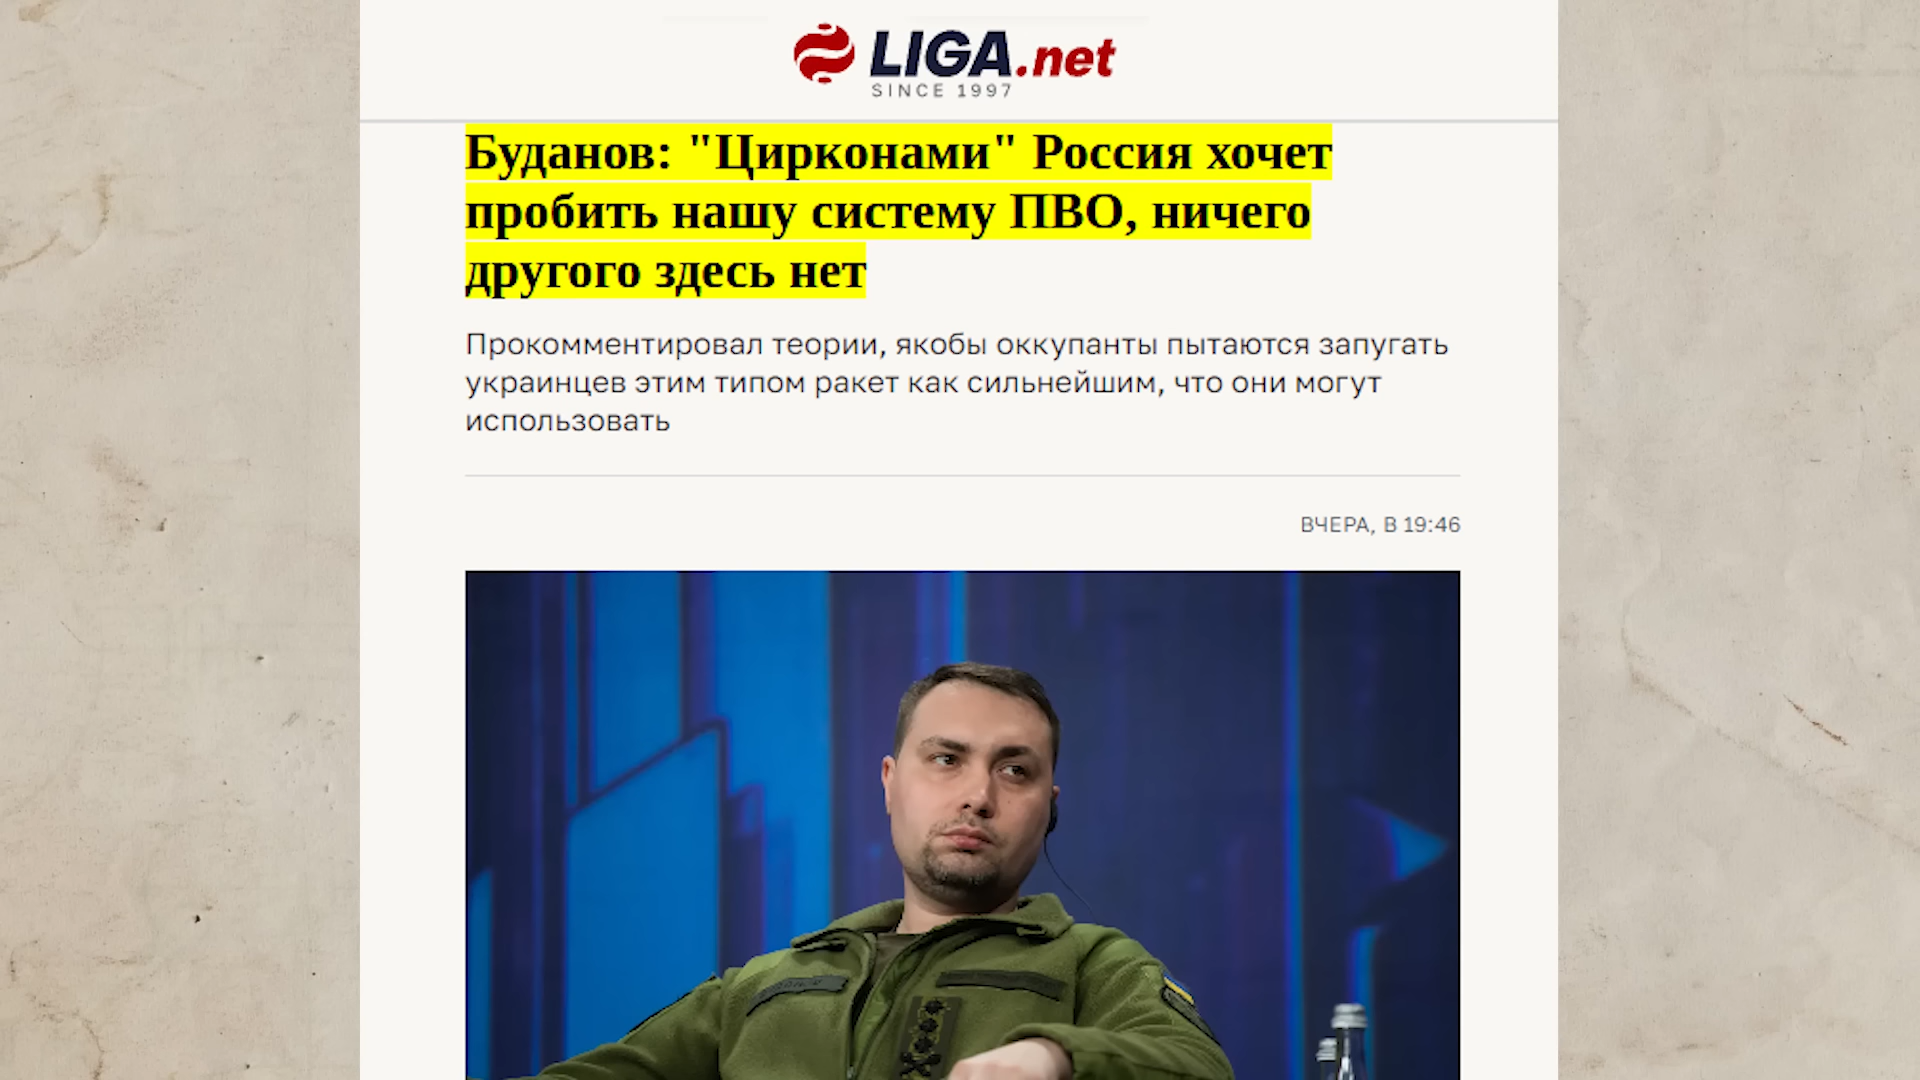 LIGA.net
SINCE 1997
Буданов: "Цирконами" Россия хочет
пробить нашу систему ПВО, ничего
другого здесь нет
Прокомментировал теории, якобы оккупанты пытаются запугать
украинцев этим типом ракет как сильнейшим, что они могут
использовать
ВЧЕРА, В 19:46